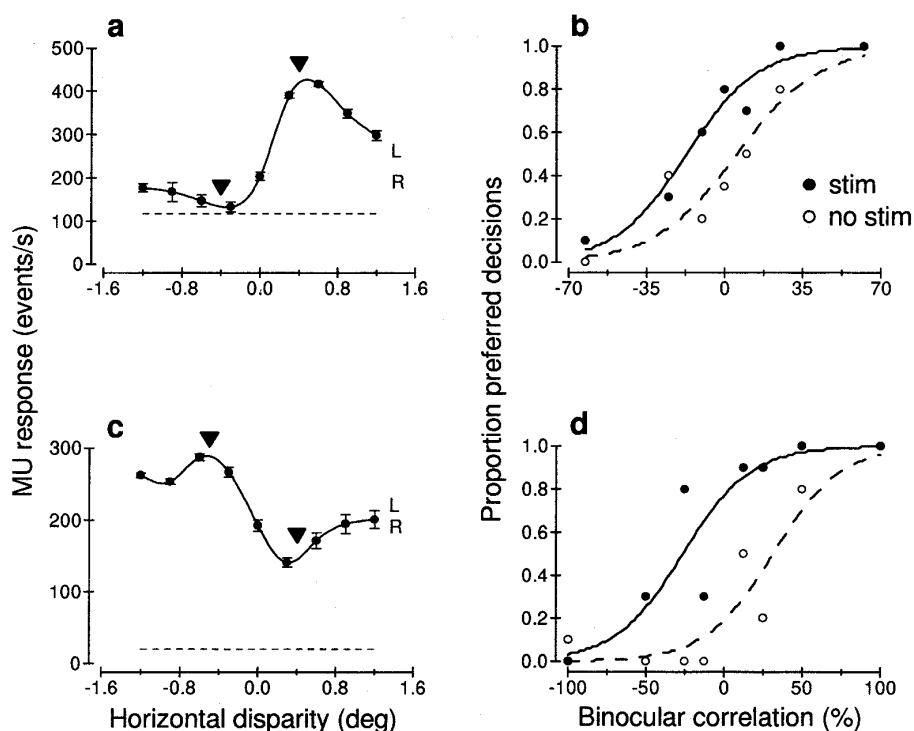 a
500
400
300
200
100
0
L
R
-1.6 -0.8 0.0 0.8 1.6
b
1.0
0.8
0.6
0.4
0.2
0.0
stim
no stim
-70 -35 0 35 70
MU response (events/s)
Proportion preferred decisions
c
300
200
100
0
L
R
-1.6 -0.8 0.0 0.8 1.6
Horizontal disparity (deg)
d
1.0
0.8
0.6
0.4
0.2
0.0
-100 -50 0 50 100
Binocular correlation (%)